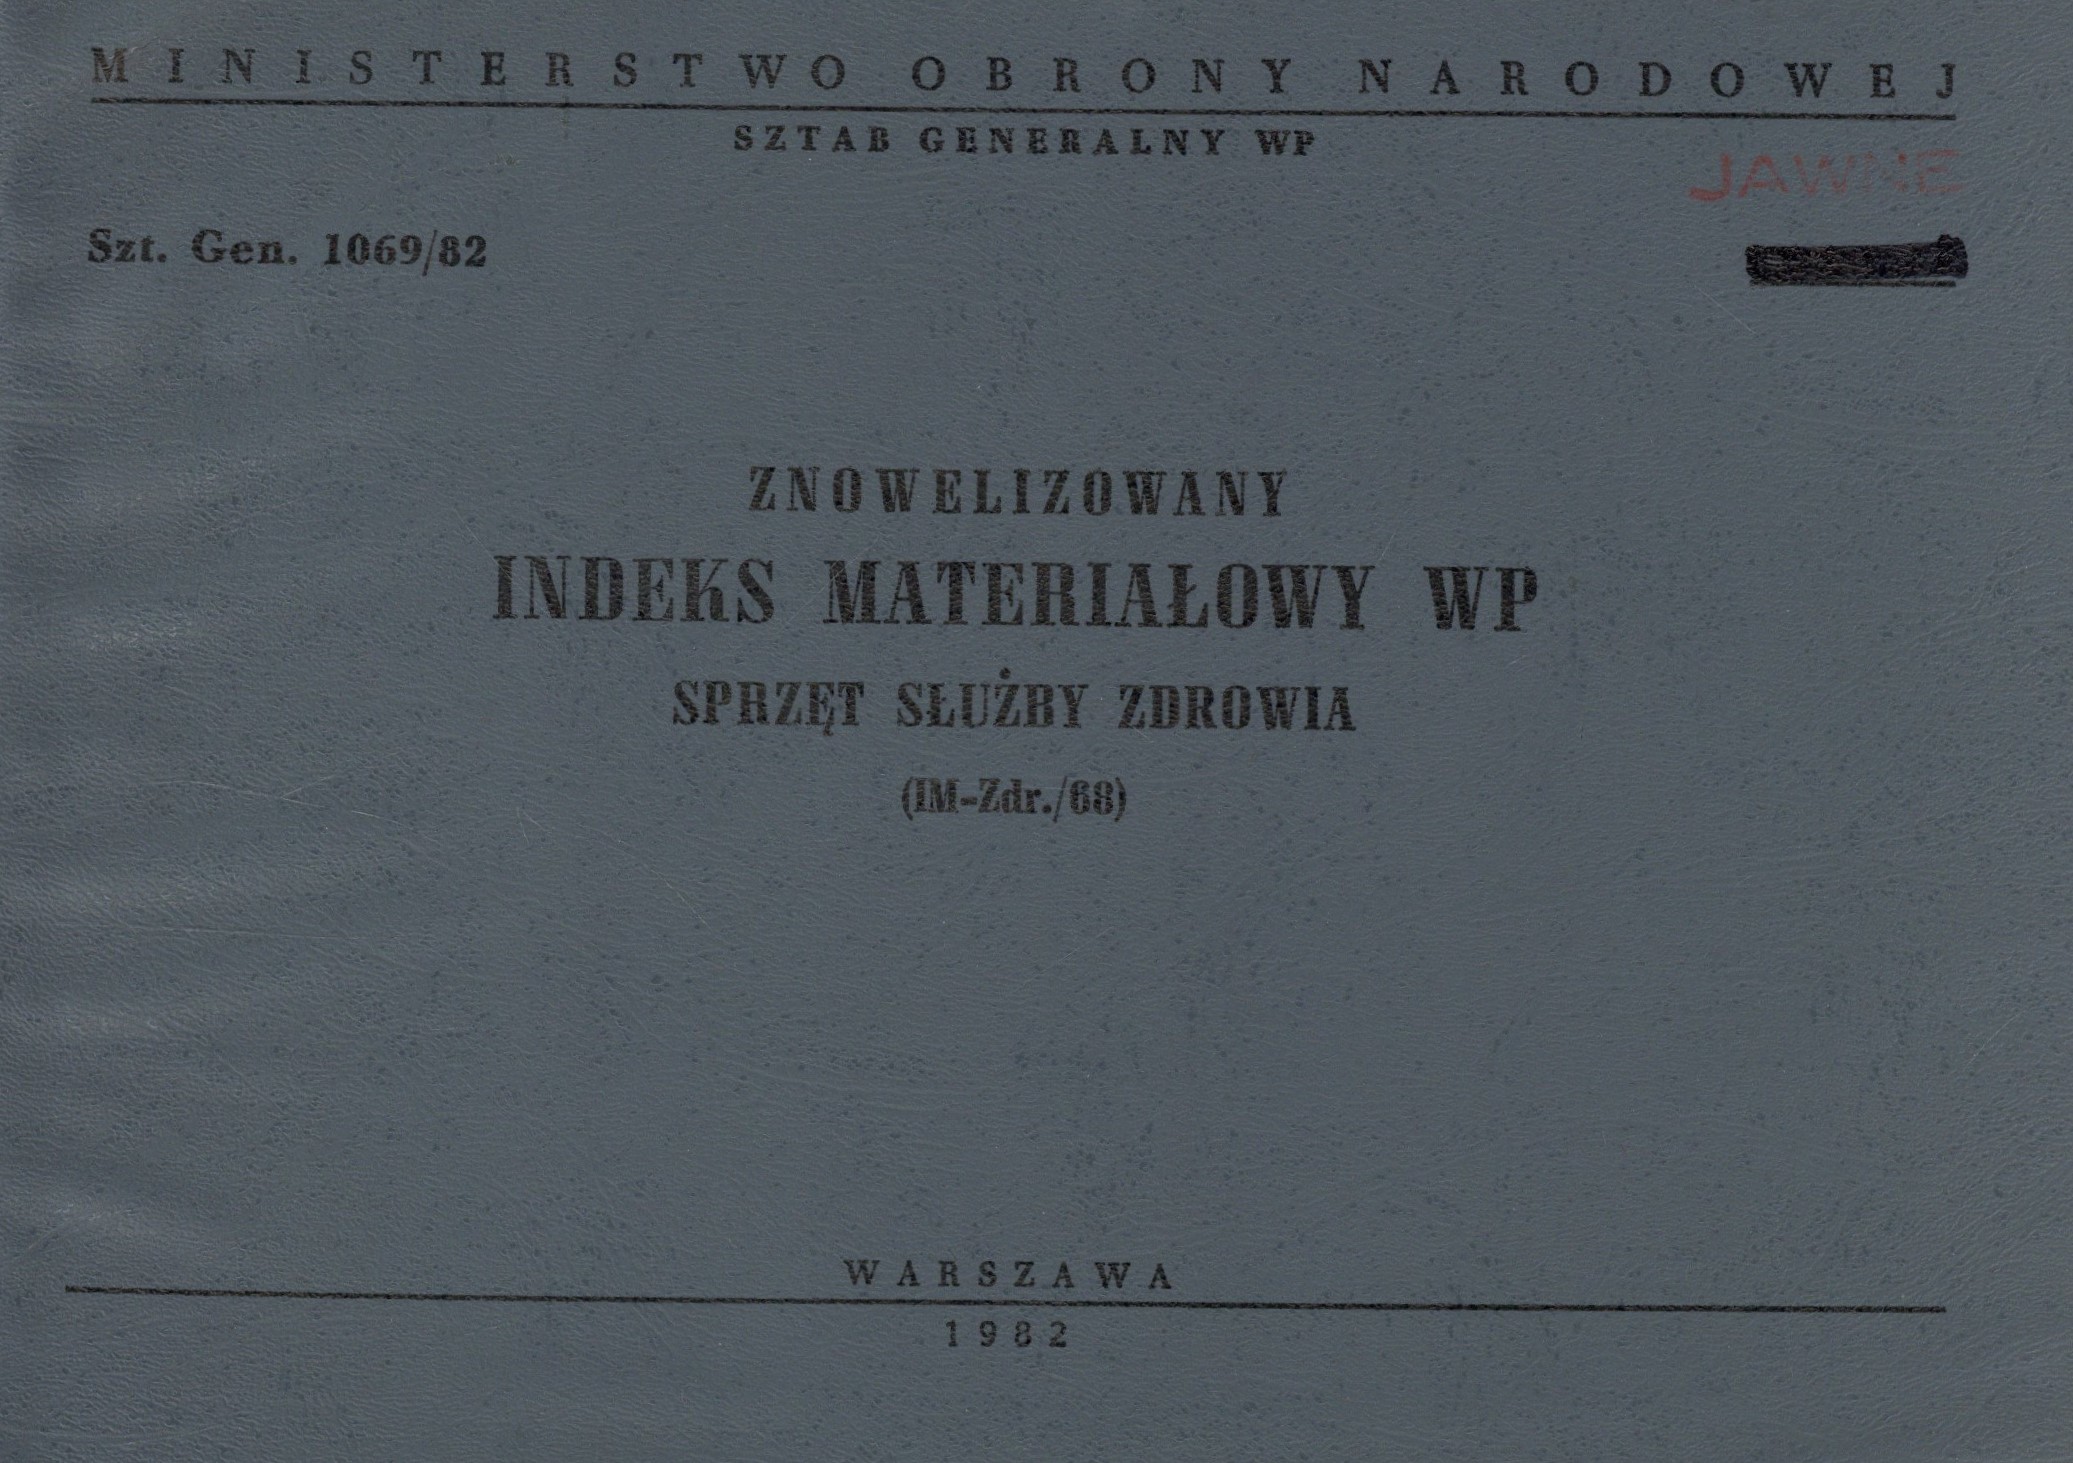 MINISTERSTWO OBRONY NARODOWEJ
SZTAB GENERALNY WP
JAWNE
Szt. Gen. 1069/82
ZNOWELIZOWANY
INDEKS MATERIAŁOWY WP
SPRZĘT SŁUŻBY ZDROWIA
(IM-Zdr./68)
WARSZAWA
1982